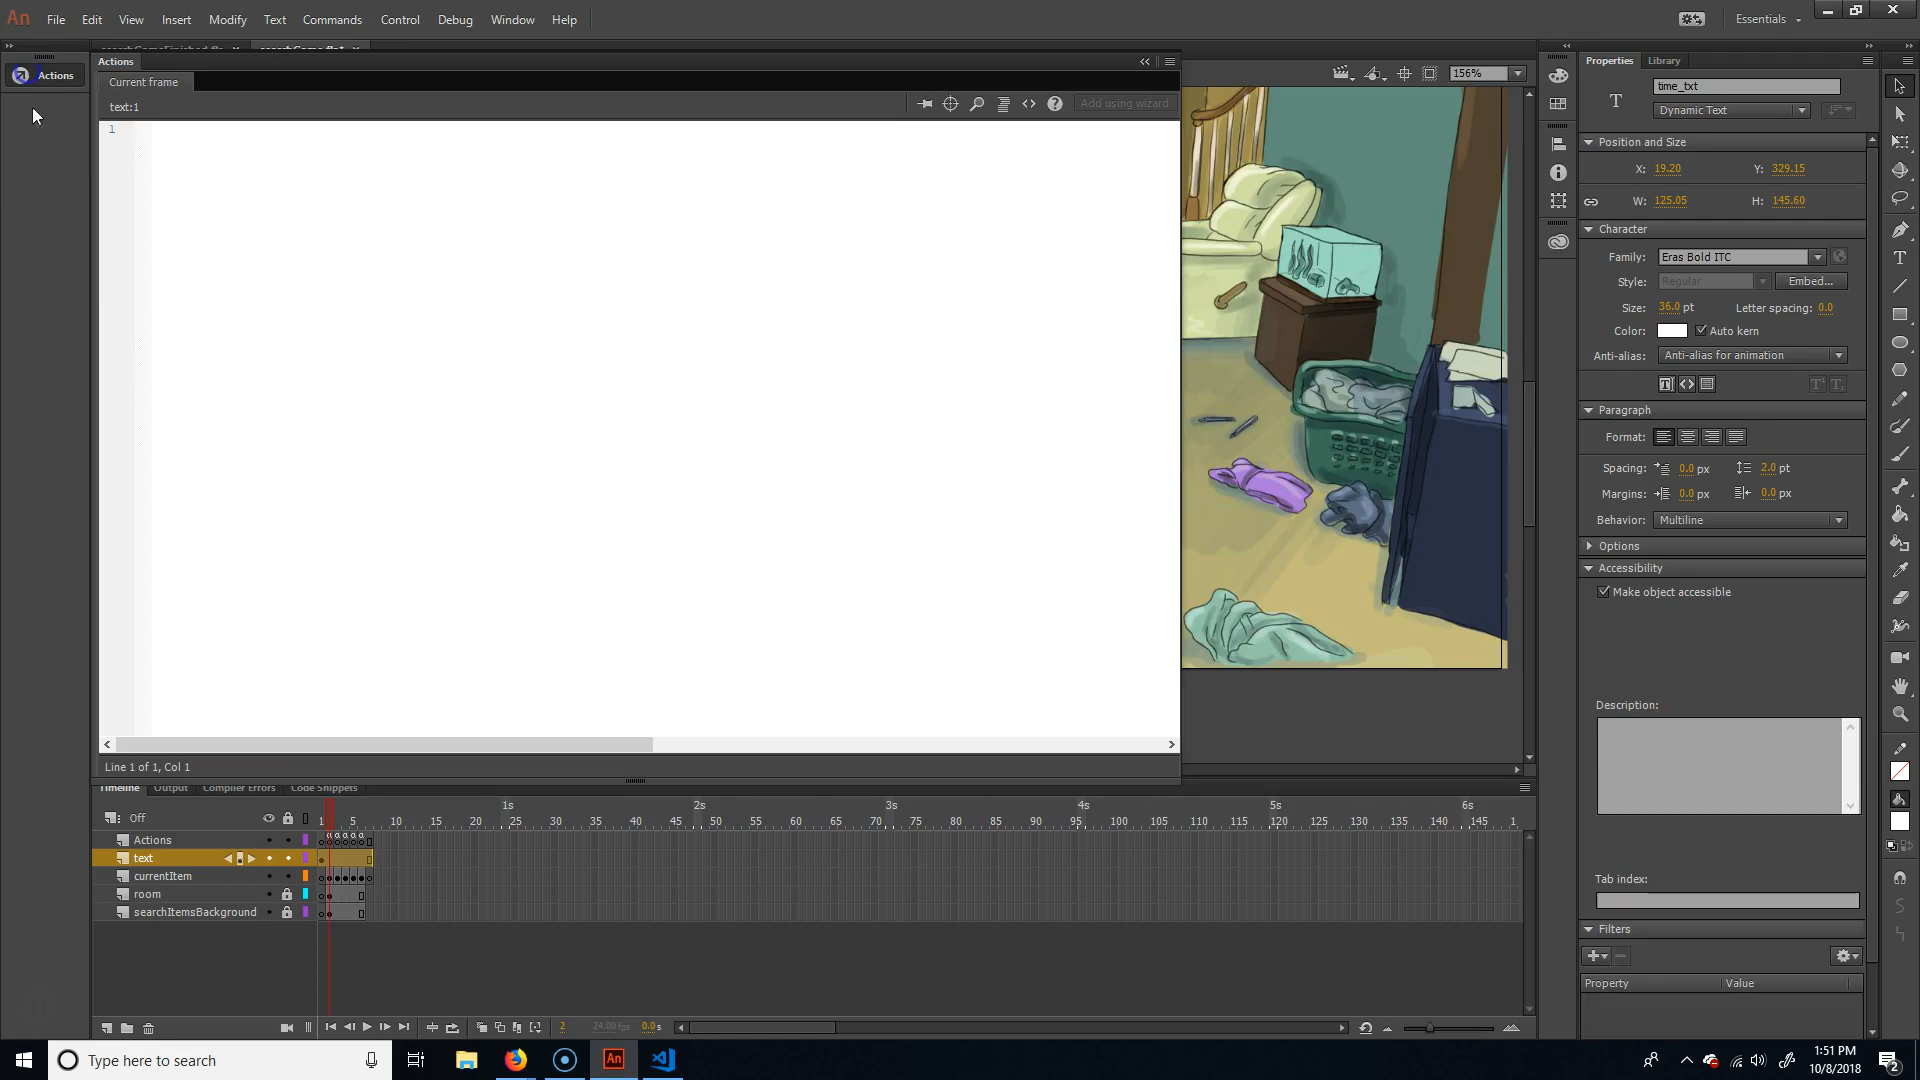 An File Edit View Insert Modify Text Commands Control Debug Window Help Essentials
searchGameFinished.fla × searchGame.fla* ×
Actions
Actions
Current frame
text:1
Add using wizard
156%
1
Line 1 of 1, Col 1
Properties Library
time_txt
T Dynamic Text
Position and Size
X: 19.20 Y: 329.15
W: 125.05 H: 145.60
Character
Family: Eras Bold ITC
Style: Regular Embed...
Size: 36.0 pt Letter spacing: 0.0
Color: Auto kern
Anti-alias: Anti-alias for animation
Paragraph
Format:
Spacing: 0.0 px 2.0 pt
Margins: 0.0 px 0.0 px
Behavior: Multiline
Options
Accessibility
Make object accessible
Description:
Tab index:
Filters
Property Value
Timeline Output Compiler Errors Code Snippets
1s 2s 3s 4s 5s 6s
Off 1 5 10 15 20 25 30 35 40 45 50 55 60 65 70 75 80 85 90 95 100 105 110 115 120 125 130 135 140 145 1
Actions
text
currentItem
room
searchItemsBackground
2 24.00 fps 0.0 s
Type here to search
An
1:51 PM
10/8/2018
2